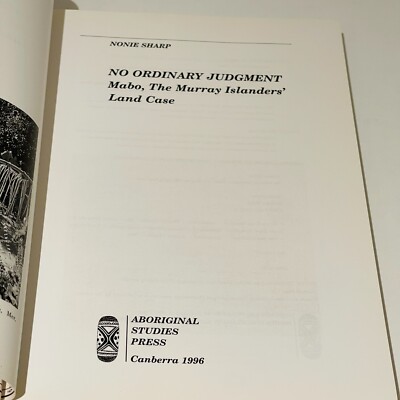 NONIE SHARP
NO ORDINARY JUDGMENT
Mabo, The Murray Islanders'
Land Case
ABORIGINAL
STUDIES
PRESS
Canberra 1996